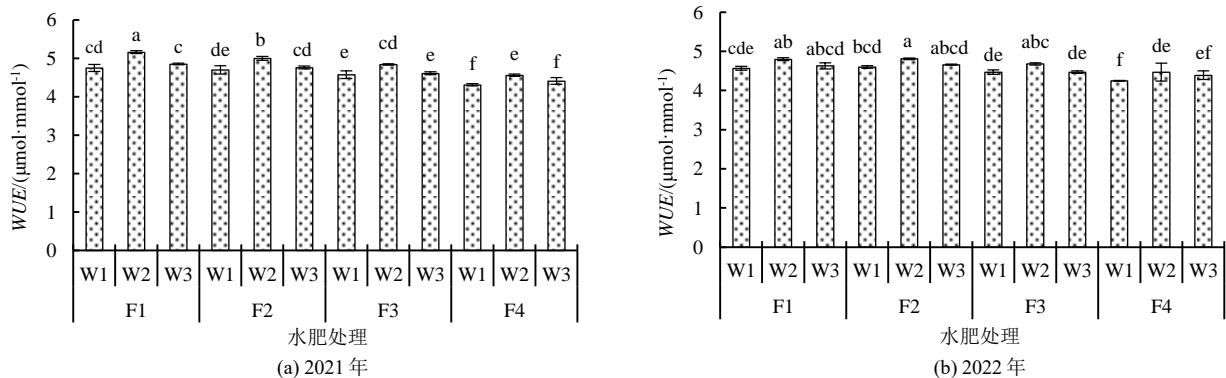 6
5
4
3
2
1
0
WUE/(μmol·mmol⁻¹)
cd a c de b cd e cd e f e f
W1 W2 W3 W1 W2 W3 W1 W2 W3 W1 W2 W3
F1 F2 F3 F4
水肥处理
(a) 2021 年
6
5
4
3
2
1
0
WUE/(μmol·mmol⁻¹)
cde ab abcd bcd a abcd de abc de f de ef
W1 W2 W3 W1 W2 W3 W1 W2 W3 W1 W2 W3
F1 F2 F3 F4
水肥处理
(b) 2022 年